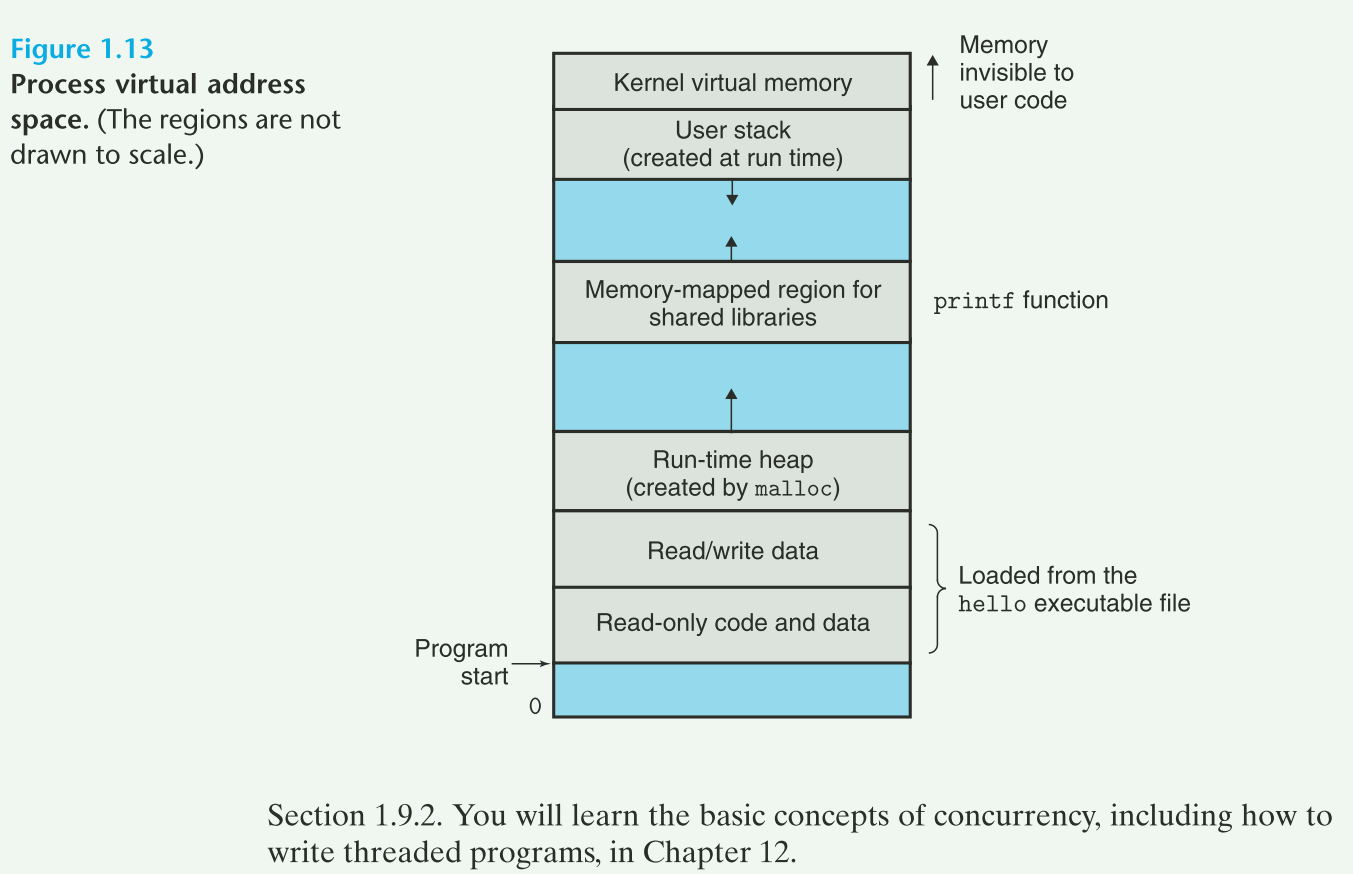 Figure 1.13
Process virtual address
space. (The regions are not
drawn to scale.)
Kernel virtual memory
Memory
invisible to
user code
User stack
(created at run time)
Memory-mapped region for
shared libraries
printf function
Run-time heap
(created by malloc)
Read/write data
Loaded from the
hello executable file
Read-only code and data
Program
start
0
Section 1.9.2. You will learn the basic concepts of concurrency, including how to
write threaded programs, in Chapter 12.